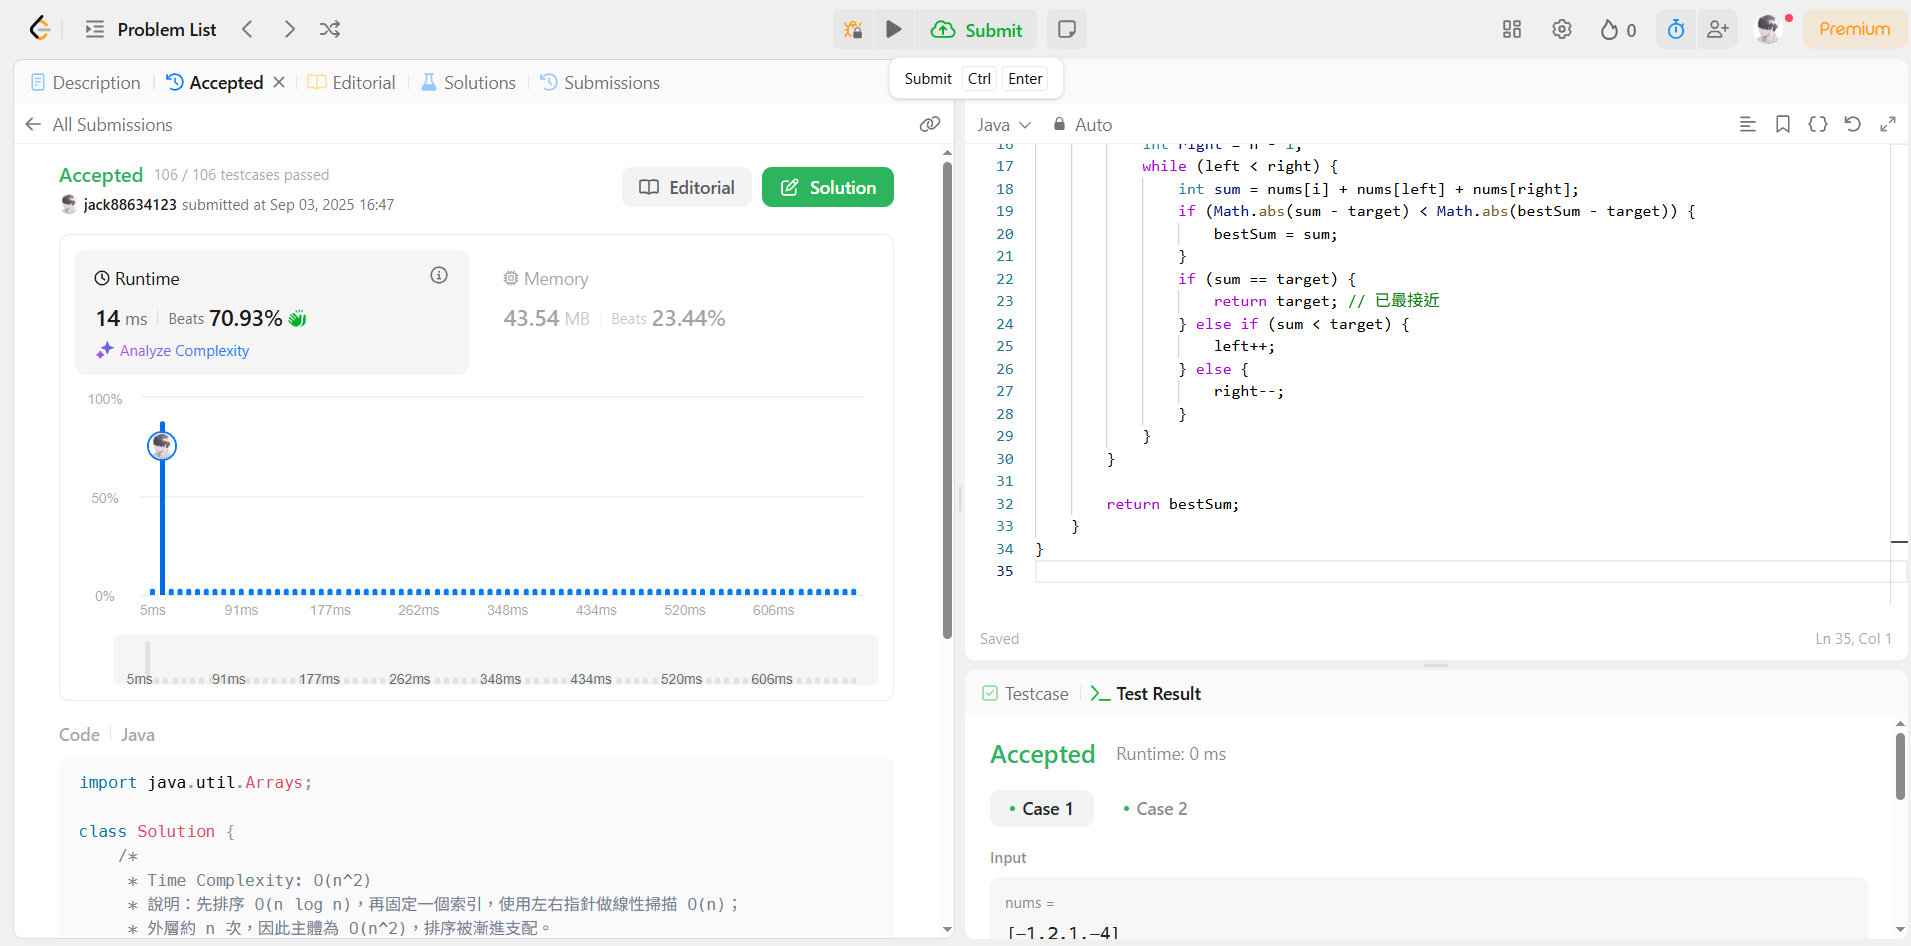 Problem List
Submit
0
Premium
Submit Ctrl Enter
Description
Accepted
Editorial
Solutions
Submissions
All Submissions
Accepted 106 / 106 testcases passed
jack88634123 submitted at Sep 03, 2025 16:47
Editorial
Solution
Runtime
14 ms Beats 70.93%
Analyze Complexity
Memory
43.54 MB Beats 23.44%
100%
50%
0%
5ms 91ms 177ms 262ms 348ms 434ms 520ms 606ms
5ms 91ms 177ms 262ms 348ms 434ms 520ms 606ms
Code Java
import java.util.Arrays;
class Solution {
/*
* Time Complexity: O(n^2)
* 說明：先排序 O(n log n)，再固定一個索引，使用左右指針做線性掃描 O(n)；
* 外層約 n 次，因此主體為 O(n^2)，排序被漸進支配。
Java Auto
16 int right = n - 1;
17 while (left < right) {
18 int sum = nums[i] + nums[left] + nums[right];
19 if (Math.abs(sum - target) < Math.abs(bestSum - target)) {
20 bestSum = sum;
21 }
22 if (sum == target) {
23 return target; // 已最接近
24 } else if (sum < target) {
25 left++;
26 } else {
27 right--;
28 }
29 }
30 }
31
32 return bestSum;
33 }
34 }
35
Saved
Ln 35, Col 1
Testcase
Test Result
Accepted Runtime: 0 ms
Case 1
Case 2
Input
nums =
[-1,2,1,-4]